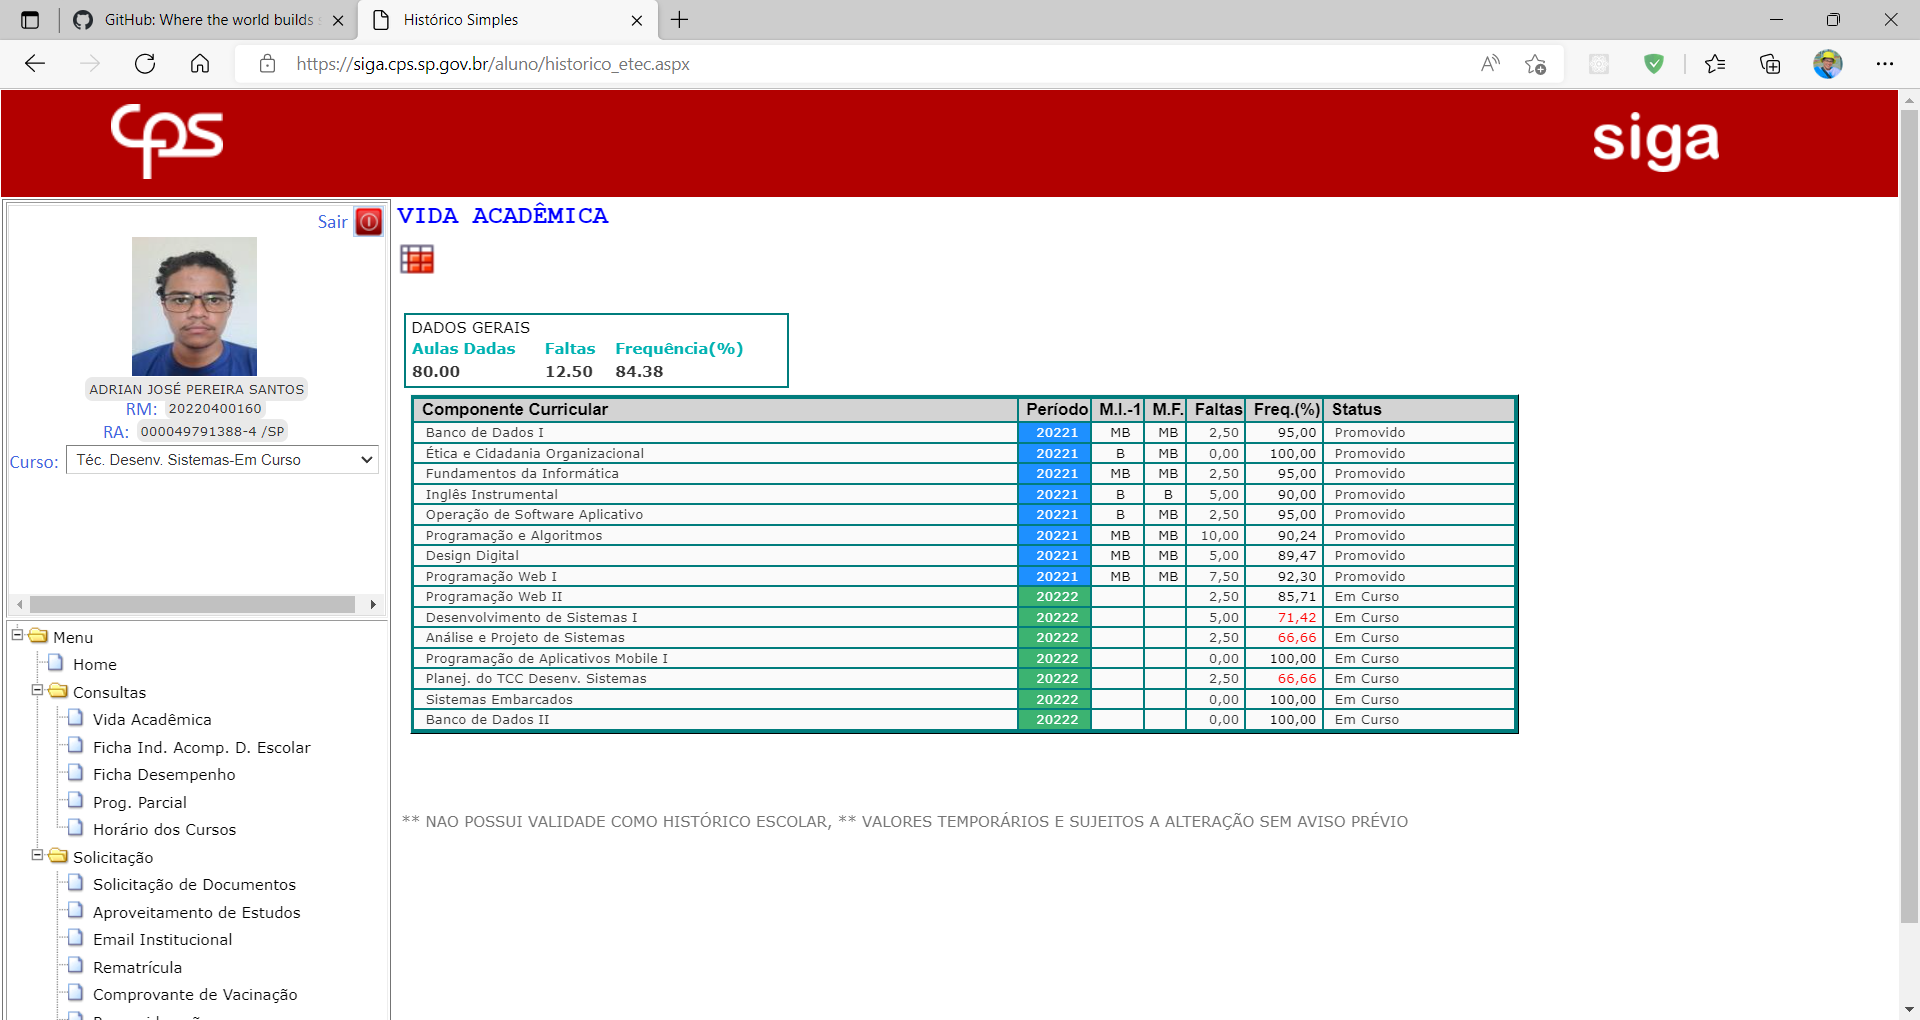 GitHub: Where the world builds
Histórico Simples
https://siga.cps.sp.gov.br/aluno/historico_etec.aspx
cps
siga
Sair
ADRIAN JOSÉ PEREIRA SANTOS
RM: 20220400160
RA: 000049791388-4 /SP
Curso: Téc. Desenv. Sistemas-Em Curso
Menu
Home
Consultas
Vida Acadêmica
Ficha Ind. Acomp. D. Escolar
Ficha Desempenho
Prog. Parcial
Horário dos Cursos
Solicitação
Solicitação de Documentos
Aproveitamento de Estudos
Email Institucional
Rematrícula
Comprovante de Vacinação
VIDA ACADÊMICA
DADOS GERAIS
Aulas Dadas Faltas Frequência(%)
80.00 12.50 84.38
Componente Curricular Período M.I.-1 M.F. Faltas Freq.(%) Status
Banco de Dados I 20221 MB MB 2,50 95,00 Promovido
Ética e Cidadania Organizacional 20221 B MB 0,00 100,00 Promovido
Fundamentos da Informática 20221 MB MB 2,50 95,00 Promovido
Inglês Instrumental 20221 B B 5,00 90,00 Promovido
Operação de Software Aplicativo 20221 B MB 2,50 95,00 Promovido
Programação e Algoritmos 20221 MB MB 10,00 90,24 Promovido
Design Digital 20221 MB MB 5,00 89,47 Promovido
Programação Web I 20221 MB MB 7,50 92,30 Promovido
Programação Web II 20222 2,50 85,71 Em Curso
Desenvolvimento de Sistemas I 20222 5,00 71,42 Em Curso
Análise e Projeto de Sistemas 20222 2,50 66,66 Em Curso
Programação de Aplicativos Mobile I 20222 0,00 100,00 Em Curso
Planej. do TCC Desenv. Sistemas 20222 2,50 66,66 Em Curso
Sistemas Embarcados 20222 0,00 100,00 Em Curso
Banco de Dados II 20222 0,00 100,00 Em Curso
** NAO POSSUI VALIDADE COMO HISTÓRICO ESCOLAR, ** VALORES TEMPORÁRIOS E SUJEITOS A ALTERAÇÃO SEM AVISO PRÉVIO